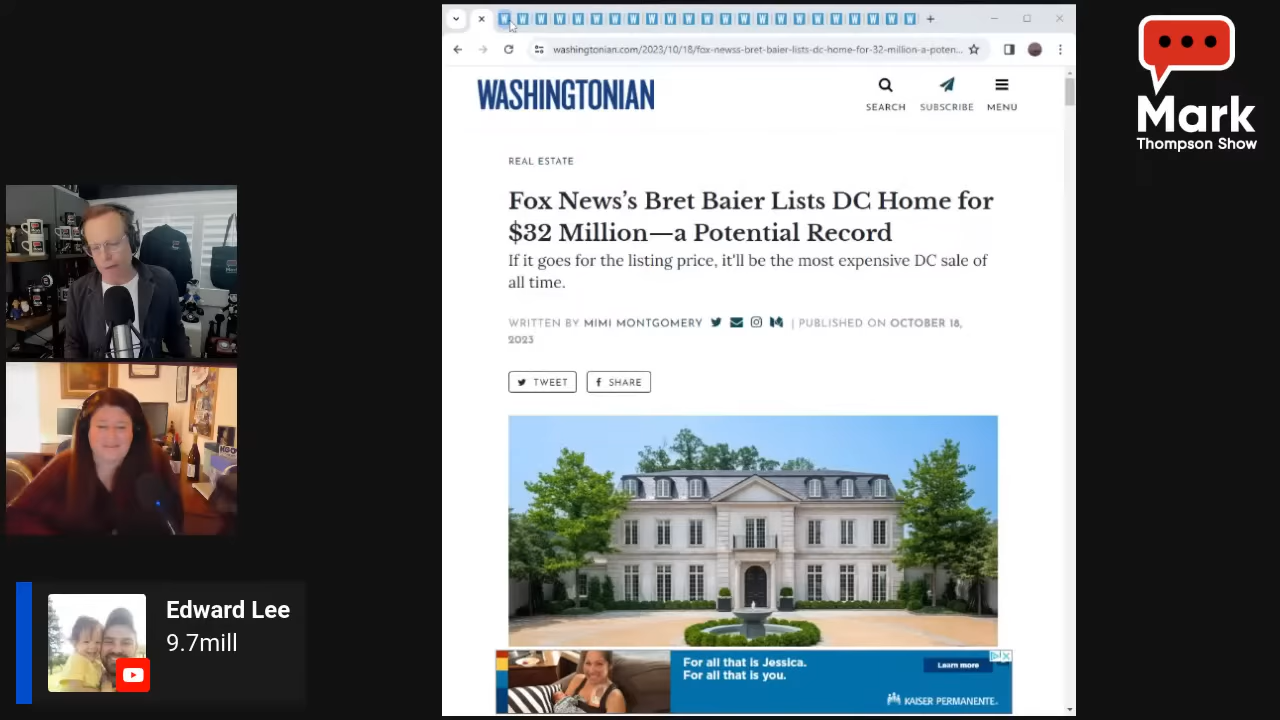 washingtonian.com/2023/10/18/fox-newss-bret-baier-lists-dc-home-for-32-million-a-poten...
WASHINGTONIAN
SEARCH
SUBSCRIBE
MENU
REAL ESTATE
Fox News’s Bret Baier Lists DC Home for
$32 Million—a Potential Record
If it goes for the listing price, it'll be the most expensive DC sale of
all time.
WRITTEN BY MIMI MONTGOMERY | PUBLISHED ON OCTOBER 18,
2023
TWEET
SHARE
For all that is Jessica.
For all that is you.
Learn more
KAISER PERMANENTE.
Mark
Thompson Show
Edward Lee
9.7mill